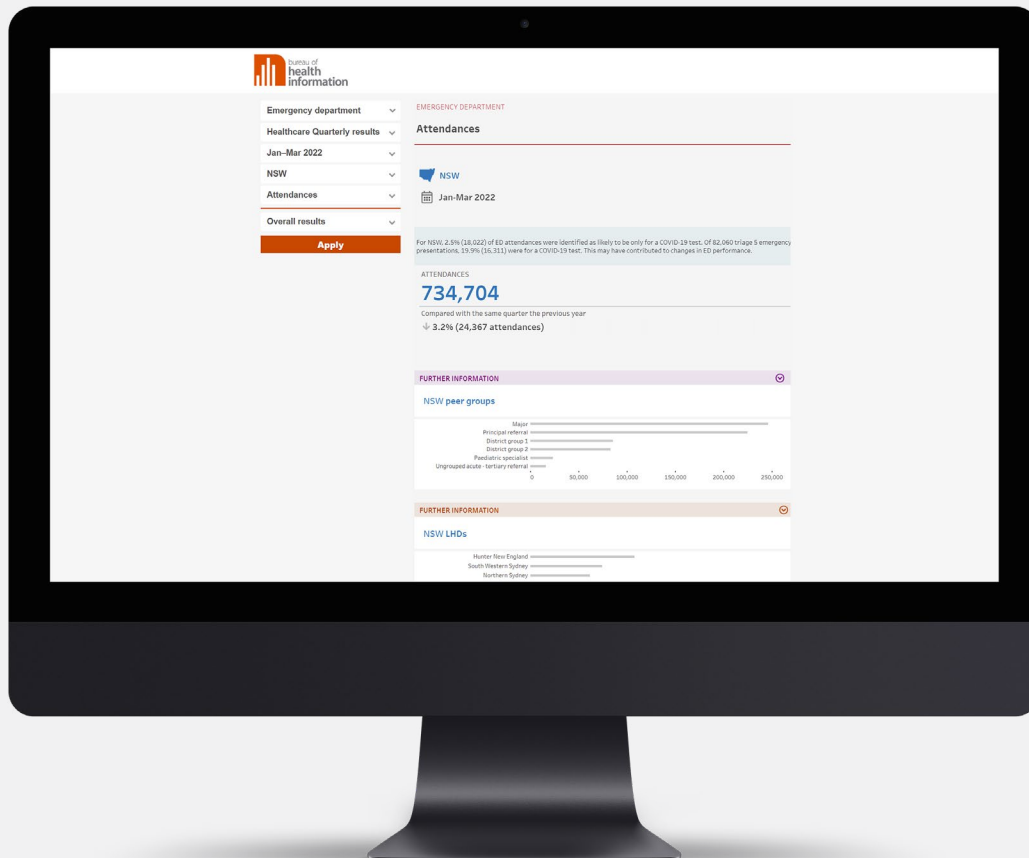 bureau of
health
information
Emergency department
Healthcare Quarterly results
Jan–Mar 2022
NSW
Attendances
Overall results
Apply
EMERGENCY DEPARTMENT
Attendances
NSW
Jan-Mar 2022
For NSW, 2.5% (18,022) of ED attendances were identified as likely to be only for a COVID-19 test. Of 82,060 triage 5 emergency
presentations, 19.9% (16,311) were for a COVID-19 test. This may have contributed to changes in ED performance.
ATTENDANCES
734,704
Compared with the same quarter the previous year
3.2% (24,367 attendances)
FURTHER INFORMATION
NSW peer groups
Major
Principal referral
District group 1
District group 2
Paediatric specialist
Ungrouped acute - tertiary referral
0 50,000 100,000 150,000 200,000 250,000
FURTHER INFORMATION
NSW LHDs
Hunter New England
South Western Sydney
Northern Sydney